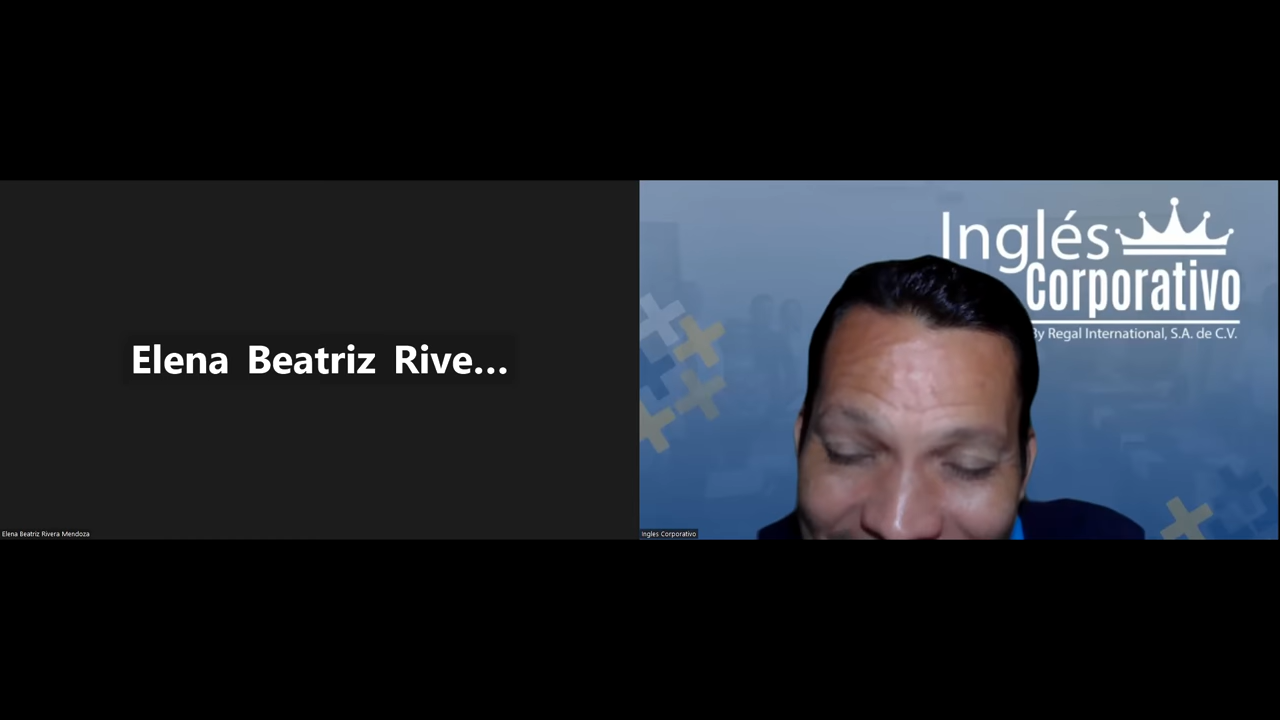 Elena Beatriz Rive...
Elena Beatriz Rivera Mendoza
Inglés
Corporativo
By Regal International, S.A. de C.V.
Ingles Corporativo